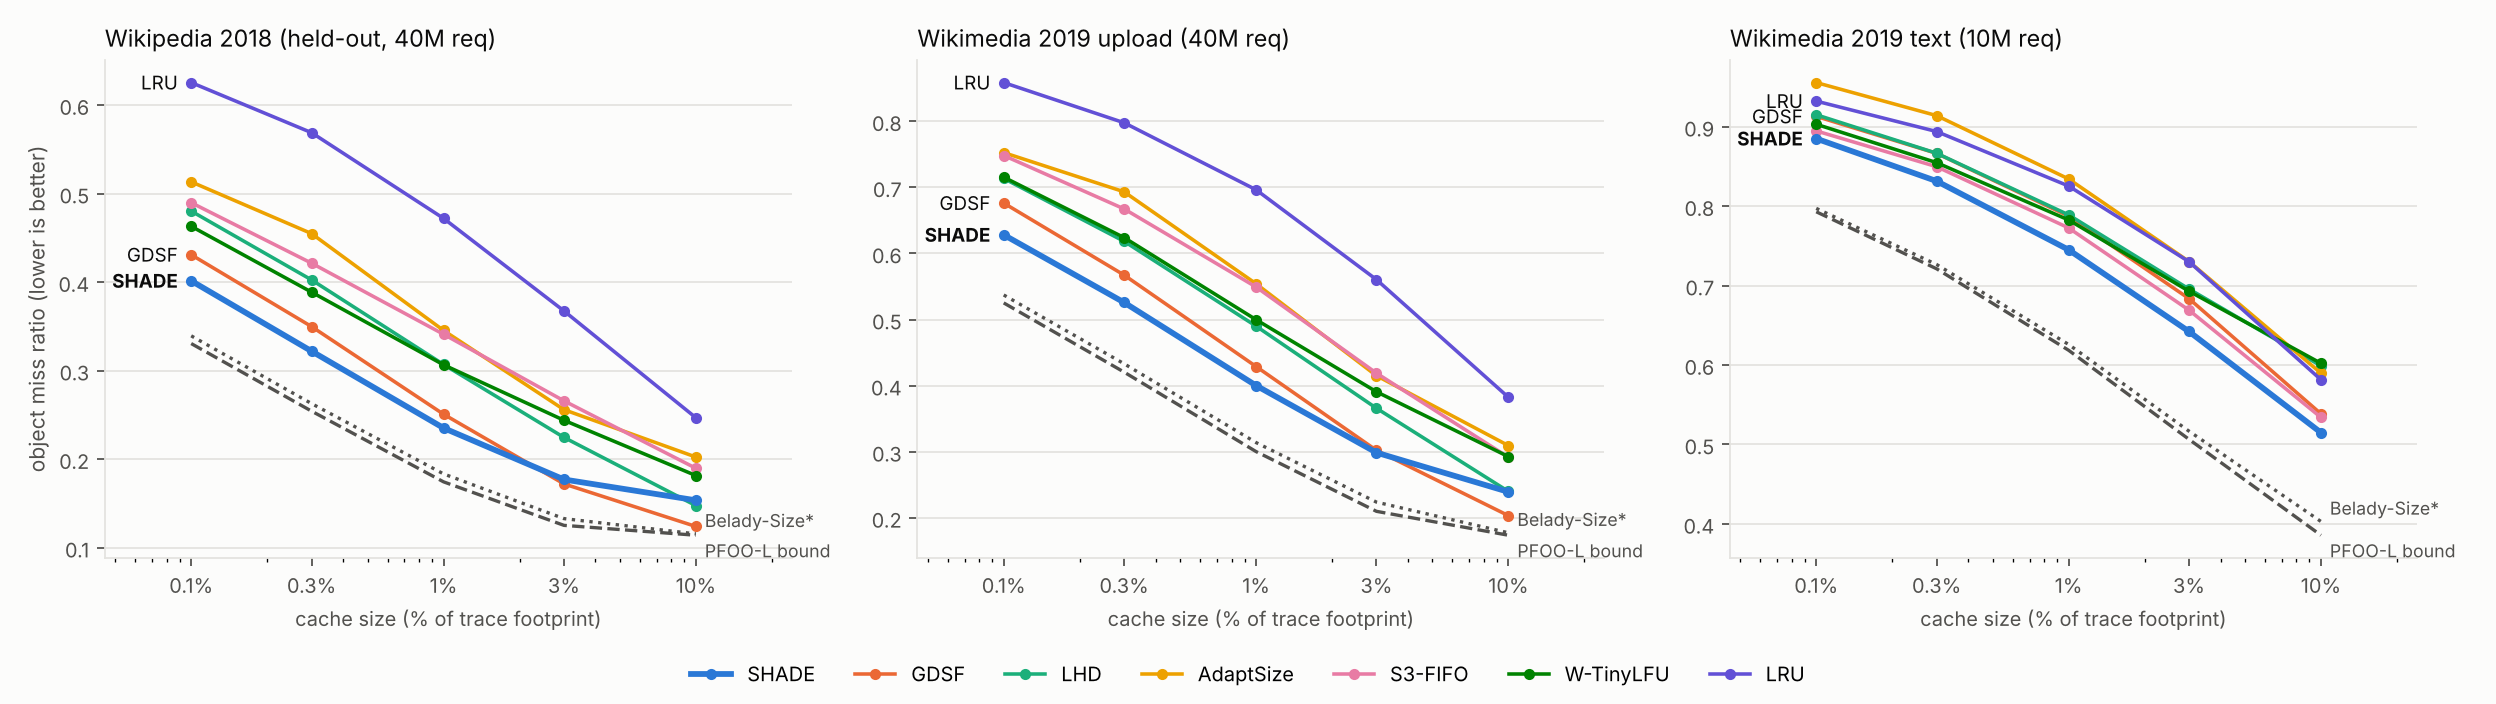 Wikipedia 2018 (held-out, 40M req)
object miss ratio (lower is better)
0.6
0.5
0.4
0.3
0.2
0.1
LRU
GDSF
SHADE
Belady-Size*
PFOO-L bound
0.1% 0.3% 1% 3% 10%
cache size (% of trace footprint)
Wikimedia 2019 upload (40M req)
0.8
0.7
0.6
0.5
0.4
0.3
0.2
LRU
GDSF
SHADE
Belady-Size*
PFOO-L bound
0.1% 0.3% 1% 3% 10%
cache size (% of trace footprint)
Wikimedia 2019 text (10M req)
0.9
0.8
0.7
0.6
0.5
0.4
LRU
GDSF
SHADE
Belady-Size*
PFOO-L bound
0.1% 0.3% 1% 3% 10%
cache size (% of trace footprint)
SHADE GDSF LHD AdaptSize S3-FIFO W-TinyLFU LRU